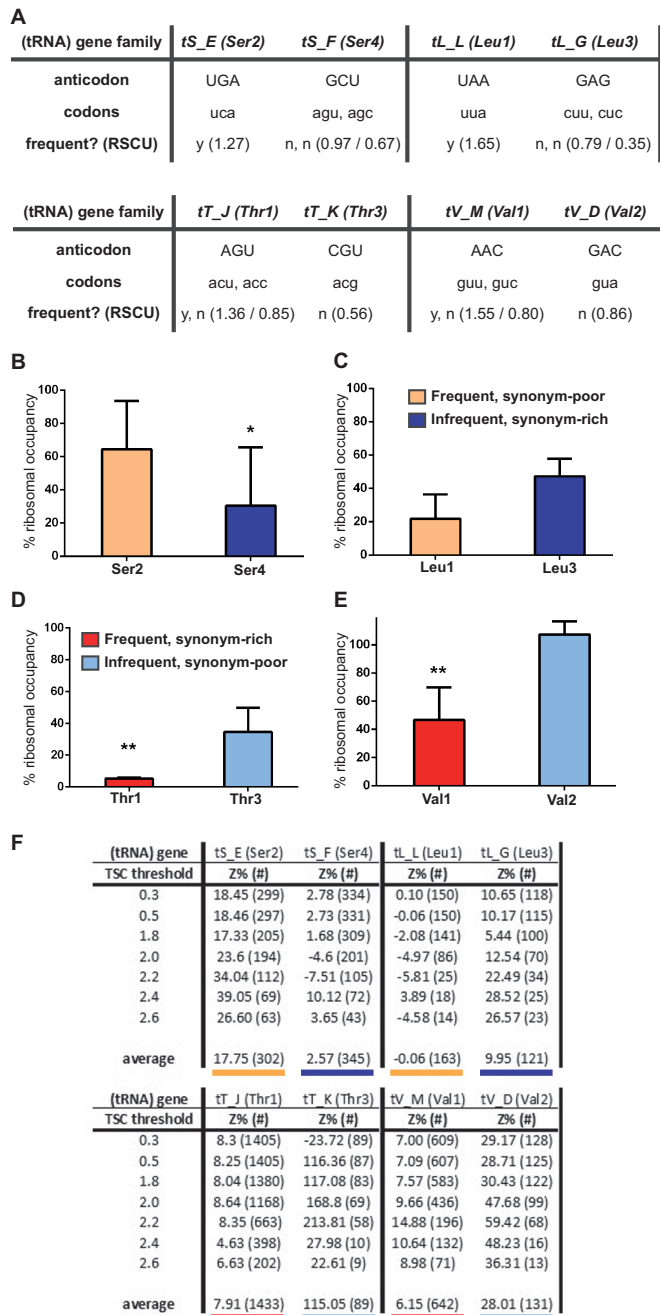 A
(tRNA) gene family tS_E (Ser2) tS_F (Ser4) tL_L (Leu1) tL_G (Leu3)
anticodon UGA GCU UAA GAG
codons uca agu, agc uua cuu, cuc
frequent? (RSCU) y (1.27) n, n (0.97 / 0.67) y (1.65) n, n (0.79 / 0.35)
(tRNA) gene family tT_J (Thr1) tT_K (Thr3) tV_M (Val1) tV_D (Val2)
anticodon AGU CGU AAC GAC
codons acu, acc acg guu, guc gua
frequent? (RSCU) y, n (1.36 / 0.85) n (0.56) y, n (1.55 / 0.80) n (0.86)
B
% ribosomal occupancy
100
80
60
40
20
0
*
Ser2 Ser4
C
Frequent, synonym-poor
Infrequent, synonym-rich
% ribosomal occupancy
100
80
60
40
20
0
Leu1 Leu3
D
Frequent, synonym-rich
Infrequent, synonym-poor
% ribosomal occupancy
100
80
60
40
20
0
**
Thr1 Thr3
E
% ribosomal occupancy
100
80
60
40
20
0
**
Val1 Val2
F
(tRNA) gene tS_E (Ser2) tS_F (Ser4) tL_L (Leu1) tL_G (Leu3)
TSC threshold Z% (#) Z% (#) Z% (#) Z% (#)
0.3 18.45 (299) 2.78 (334) 0.10 (150) 10.65 (118)
0.5 18.46 (297) 2.73 (331) -0.06 (150) 10.17 (115)
1.8 17.33 (205) 1.68 (309) -2.08 (141) 5.44 (100)
2.0 23.6 (194) -4.6 (201) -4.97 (86) 12.54 (70)
2.2 34.04 (112) -7.51 (105) -5.81 (25) 22.49 (34)
2.4 39.05 (69) 10.12 (72) 3.89 (18) 28.52 (25)
2.6 26.60 (63) 3.65 (43) -4.58 (14) 26.57 (23)
average 17.75 (302) 2.57 (345) -0.06 (163) 9.95 (121)
(tRNA) gene tT_J (Thr1) tT_K (Thr3) tV_M (Val1) tV_D (Val2)
TSC threshold Z% (#) Z% (#) Z% (#) Z% (#)
0.3 8.3 (1405) -23.72 (89) 7.00 (609) 29.17 (128)
0.5 8.25 (1405) 116.36 (87) 7.09 (607) 28.71 (125)
1.8 8.04 (1380) 117.08 (83) 7.57 (583) 30.43 (122)
2.0 8.64 (1168) 168.8 (69) 9.66 (436) 47.68 (99)
2.2 8.35 (663) 213.81 (58) 14.88 (196) 59.42 (68)
2.4 4.63 (398) 27.98 (10) 10.64 (132) 48.23 (16)
2.6 6.63 (202) 22.61 (9) 8.98 (71) 36.31 (13)
average 7.91 (1433) 115.05 (89) 6.15 (642) 28.01 (131)